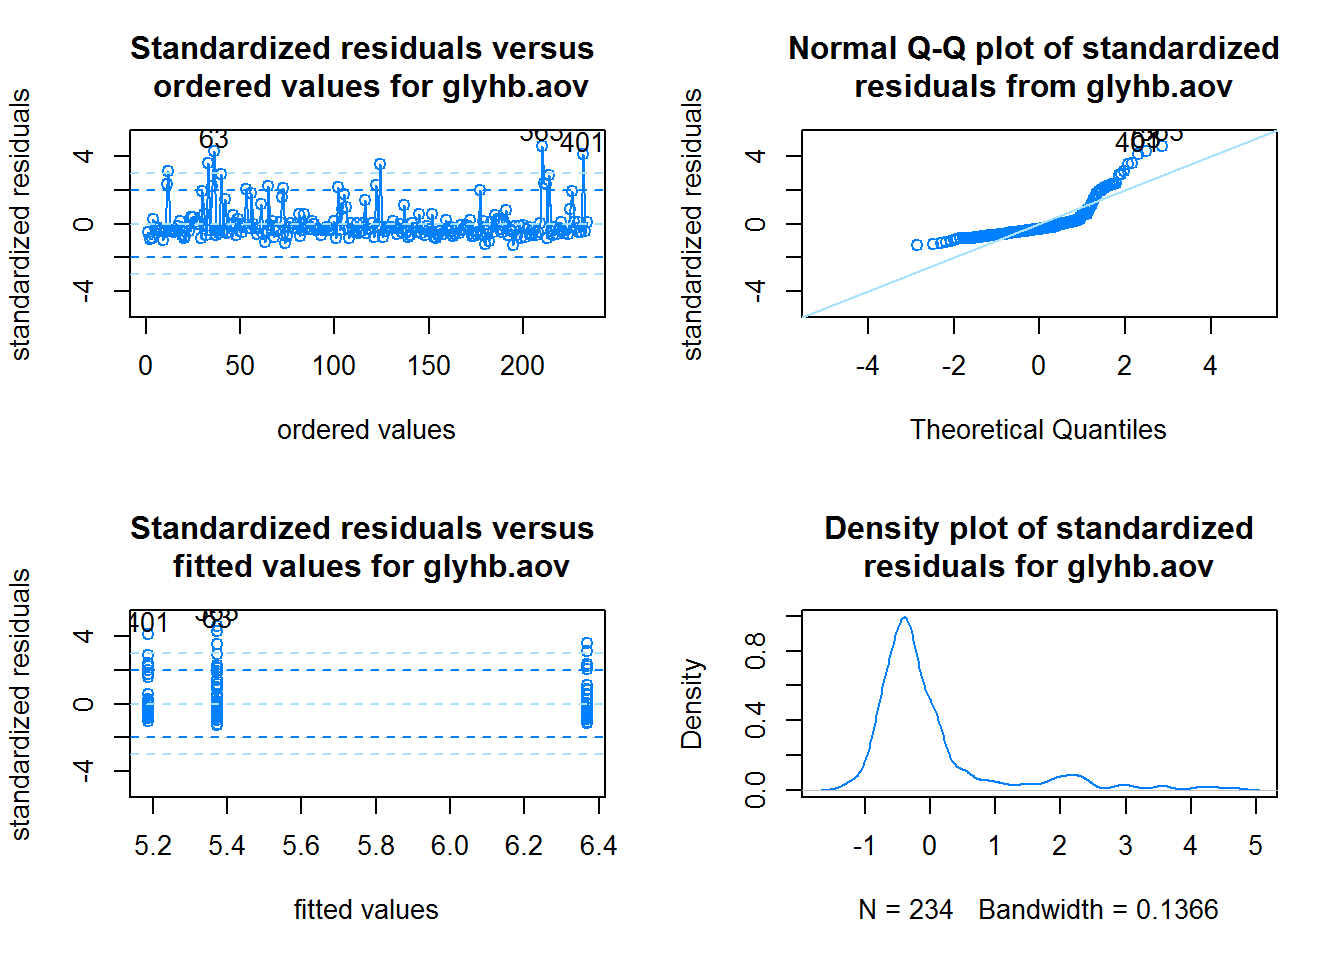 Standardized residuals versus
ordered values for glyhb.aov
standardized residuals
4
0
-4
63
401
0
50
100
150
200
ordered values
Normal Q-Q plot of standardized
residuals from glyhb.aov
standardized residuals
4
0
-4
401
-4
-2
0
2
4
Theoretical Quantiles
Standardized residuals versus
fitted values for glyhb.aov
standardized residuals
4
0
-4
401
63
5.2
5.4
5.6
5.8
6.0
6.2
6.4
fitted values
Density plot of standardized
residuals for glyhb.aov
Density
0.8
0.4
0.0
-1
0
1
2
3
4
5
N = 234 Bandwidth = 0.1366